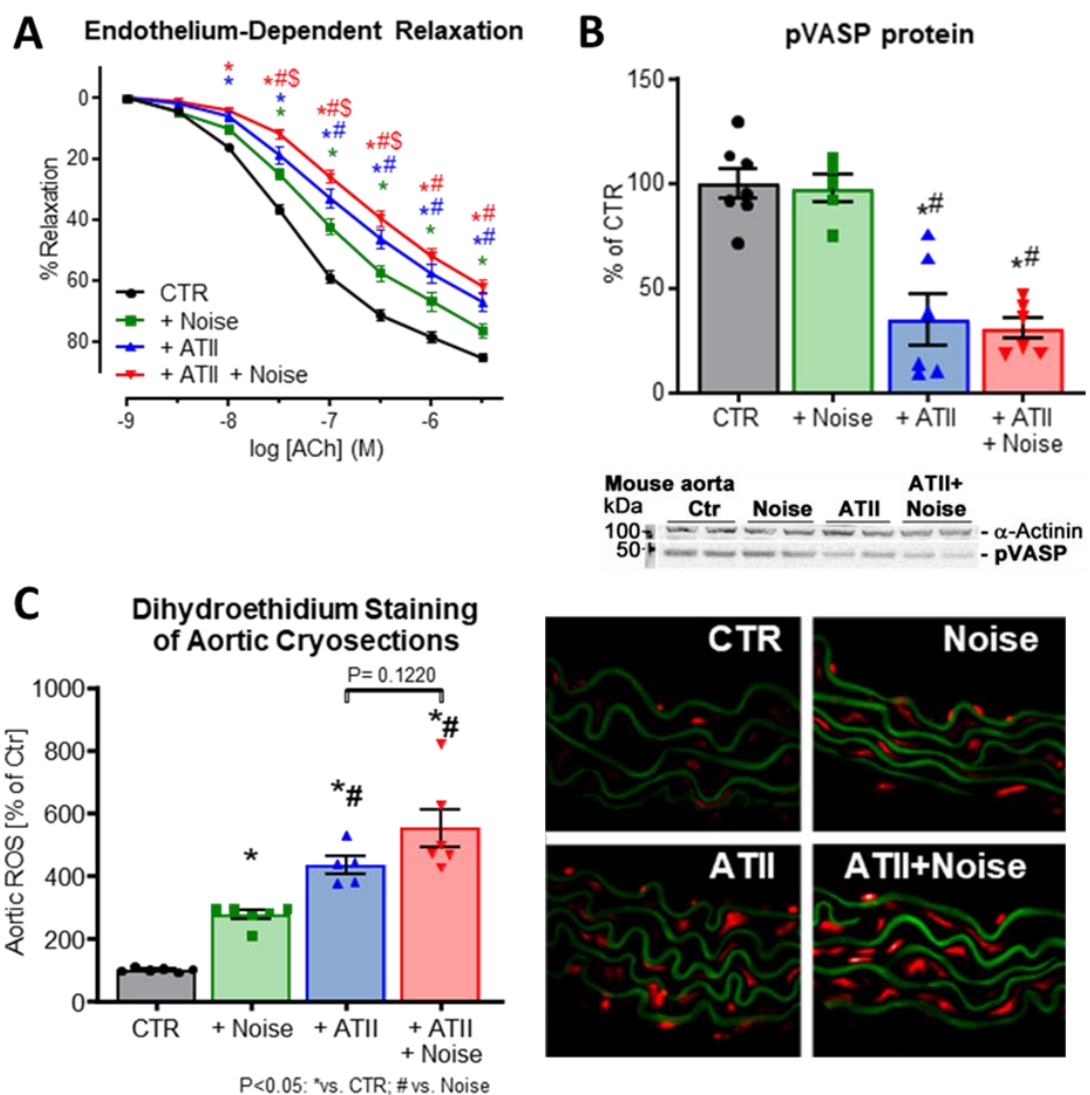 A
Endothelium-Dependent Relaxation
* *#$ *#$ *#$ *# *#
* * *# *# *# *#
* * * * *
0
20
40
60
80
% Relaxation
CTR
+ Noise
+ ATII
+ ATII + Noise
-9 -8 -7 -6
log [ACh] (M)
B
pVASP protein
150
100
50
0
% of CTR
*# *#
CTR + Noise + ATII + ATII
+ Noise
Mouse aorta
kDa Ctr Noise ATII ATII+
Noise
100 - α-Actinin
50 - pVASP
C
Dihydroethidium Staining
of Aortic Cryosections
P= 0.1220
1000
800
600
400
200
0
Aortic ROS [% of Ctr]
* *# *#
CTR + Noise + ATII + ATII
+ Noise
P<0.05: *vs. CTR; # vs. Noise
CTR Noise
ATII ATII+Noise